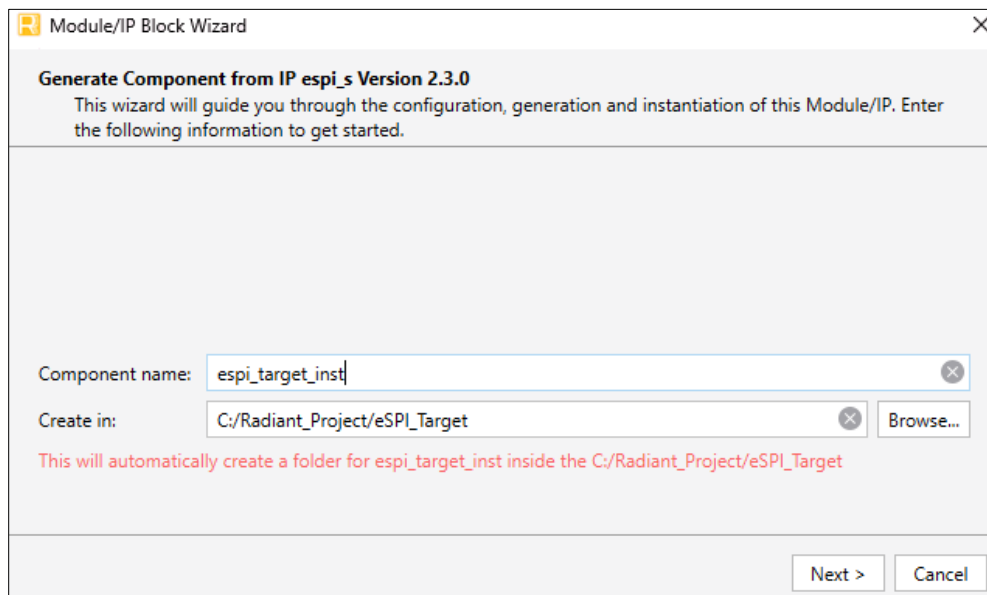 Module/IP Block Wizard
Generate Component from IP espi_s Version 2.3.0
This wizard will guide you through the configuration, generation and instantiation of this Module/IP. Enter
the following information to get started.
Component name: espi_target_inst
Create in: C:/Radiant_Project/eSPI_Target Browse...
This will automatically create a folder for espi_target_inst inside the C:/Radiant_Project/eSPI_Target
Next > Cancel